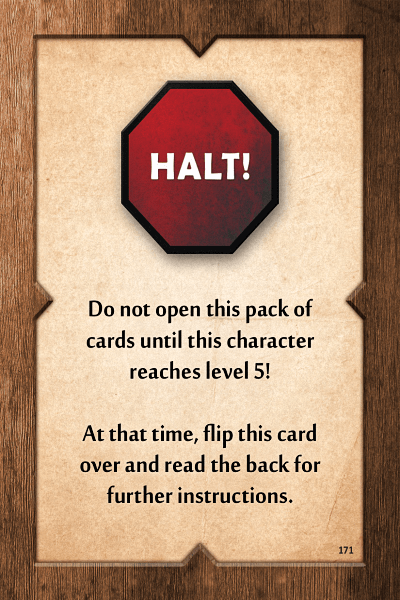 HALT!
Do not open this pack of
cards until this character
reaches level 5!
At that time, flip this card
over and read the back for
further instructions.
171